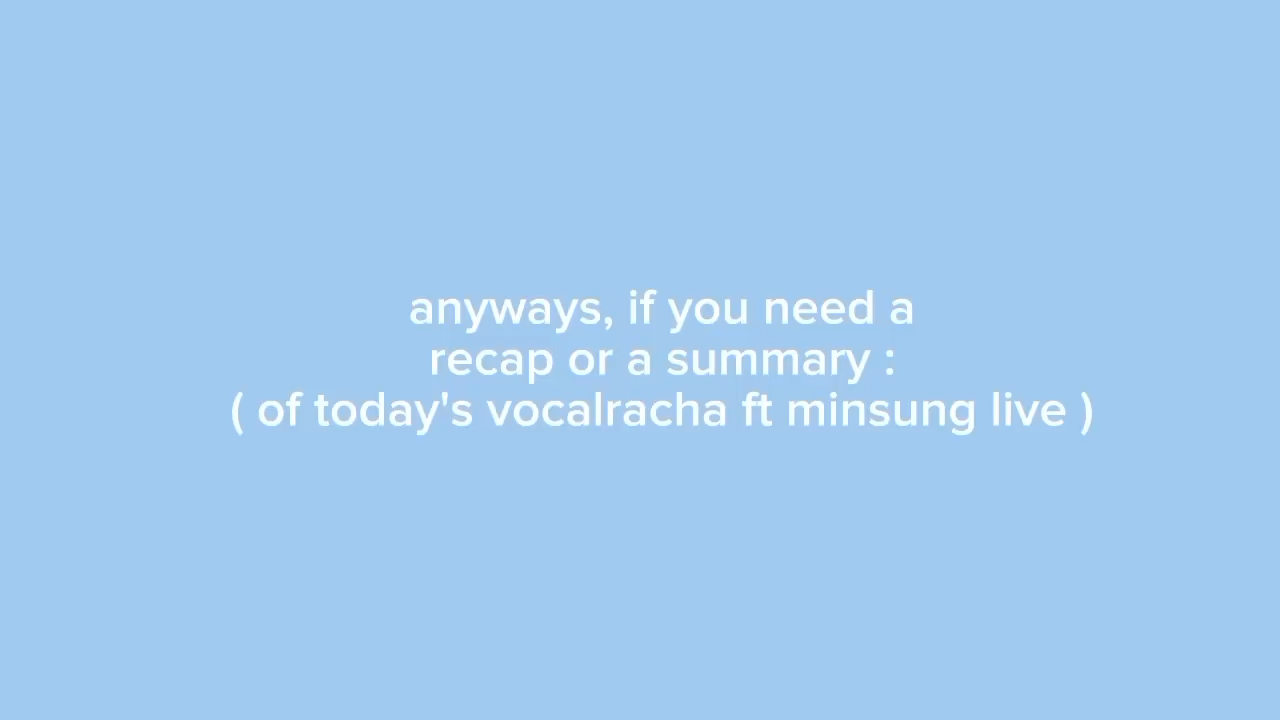 anyways, if you need a
recap or a summary :
( of today's vocalracha ft minsung live )